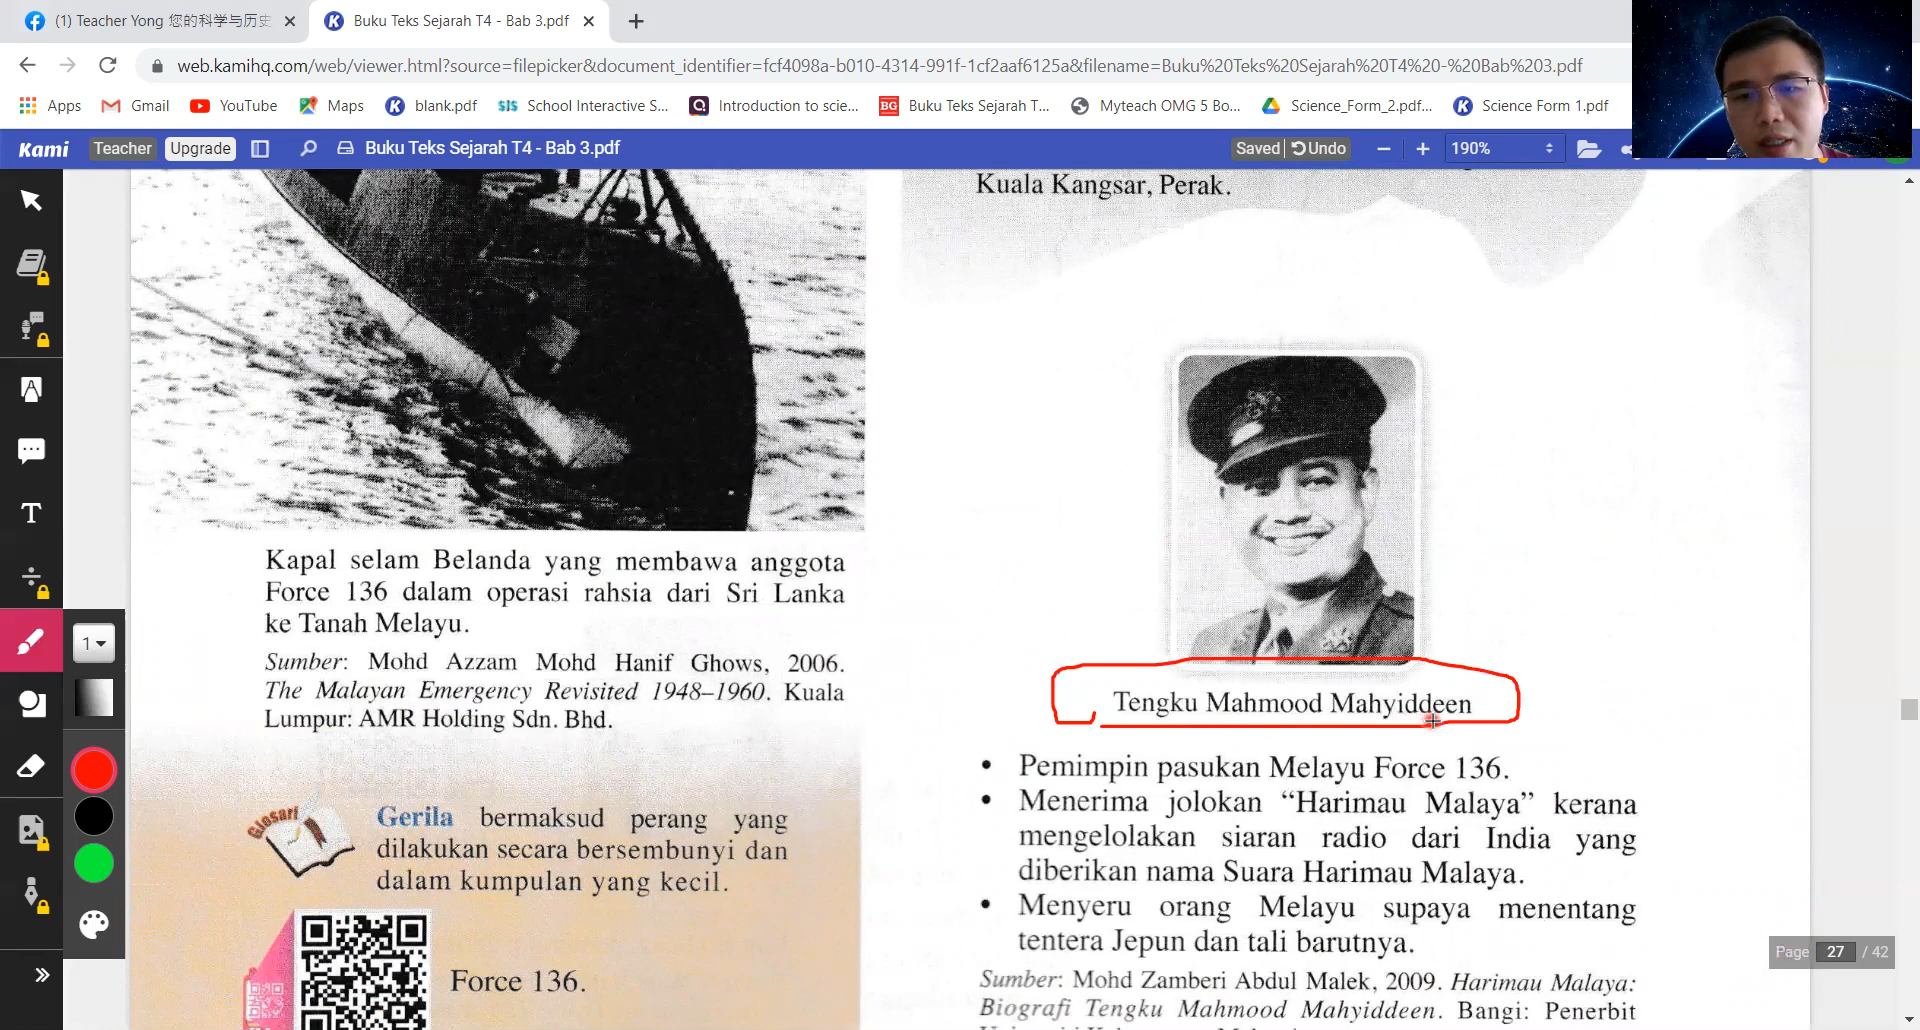 (1) Teacher Yong 您的科学与历史
Buku Teks Sejarah T4 - Bab 3.pdf
web.kamihq.com/web/viewer.html?source=filepicker&document_identifier=fcf4098a-b010-4314-991f-1cf2aaf6125a&filename=Buku%20Teks%20Sejarah%20T4%20-%20Bab%203.pdf
Apps Gmail YouTube Maps blank.pdf SIS School Interactive S... Introduction to scie... BG Buku Teks Sejarah T... Myteach OMG 5 Bo... Science_Form_2.pdf... Science Form 1.pdf
Kami Teacher Upgrade Buku Teks Sejarah T4 - Bab 3.pdf Saved Undo 190%
Kuala Kangsar, Perak.
Kapal selam Belanda yang membawa anggota
Force 136 dalam operasi rahsia dari Sri Lanka
ke Tanah Melayu.
Sumber: Mohd Azzam Mohd Hanif Ghows, 2006.
The Malayan Emergency Revisited 1948–1960. Kuala
Lumpur: AMR Holding Sdn. Bhd.
Glosari
Gerila bermaksud perang yang
dilakukan secara bersembunyi dan
dalam kumpulan yang kecil.
Force 136.
Tengku Mahmood Mahyiddeen
• Pemimpin pasukan Melayu Force 136.
• Menerima jolokan “Harimau Malaya” kerana
mengelolakan siaran radio dari India yang
diberikan nama Suara Harimau Malaya.
• Menyeru orang Melayu supaya menentang
tentera Jepun dan tali barutnya.
Sumber: Mohd Zamberi Abdul Malek, 2009. Harimau Malaya:
Biografi Tengku Mahmood Mahyiddeen. Bangi: Penerbit
1
T
Page 27 / 42